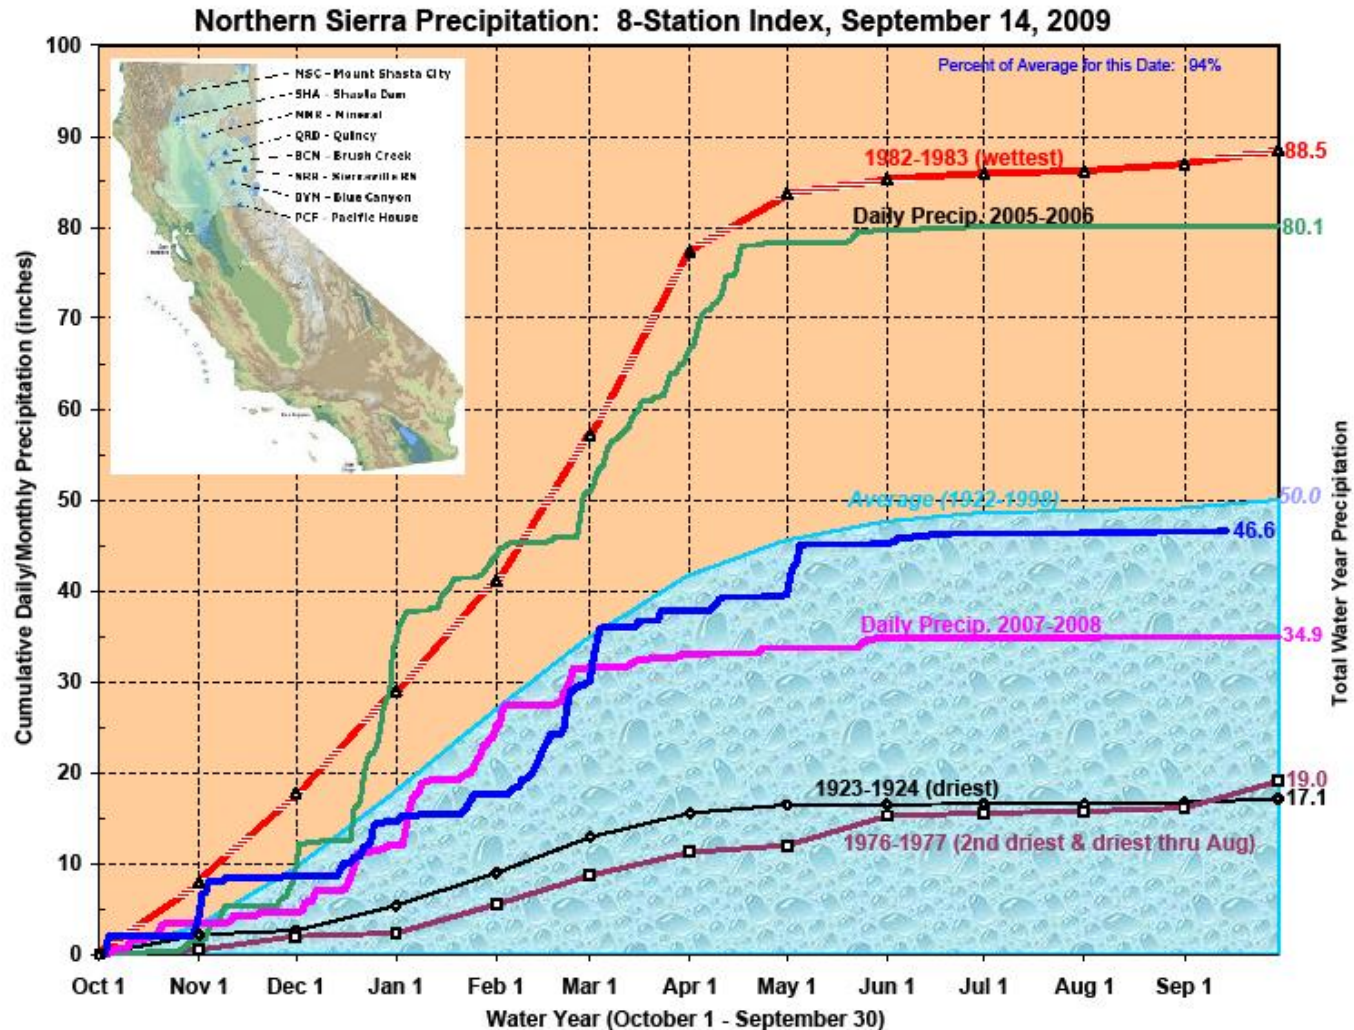 Northern Sierra Precipitation: 8-Station Index, September 14, 2009
Percent of Average for this Date: 94%
NSC - Mount Shasta City
SHA - Shasta Dam
MNR - Mineral
QRD - Quincy
BCN - Brush Creek
SRR - Sierraville RS
BYN - Blue Canyon
PCF - Pacific House
Cumulative Daily/Monthly Precipitation (inches)
100
90
80
70
60
50
40
30
20
10
0
1982-1983 (wettest)
88.5
Daily Precip. 2005-2006
80.1
Average (1922-1998)
50.0
46.6
Daily Precip. 2007-2008
34.9
1923-1924 (driest)
19.0
17.1
1976-1977 (2nd driest & driest thru Aug)
Total Water Year Precipitation
Oct 1 Nov 1 Dec 1 Jan 1 Feb 1 Mar 1 Apr 1 May 1 Jun 1 Jul 1 Aug 1 Sep 1
Water Year (October 1 - September 30)